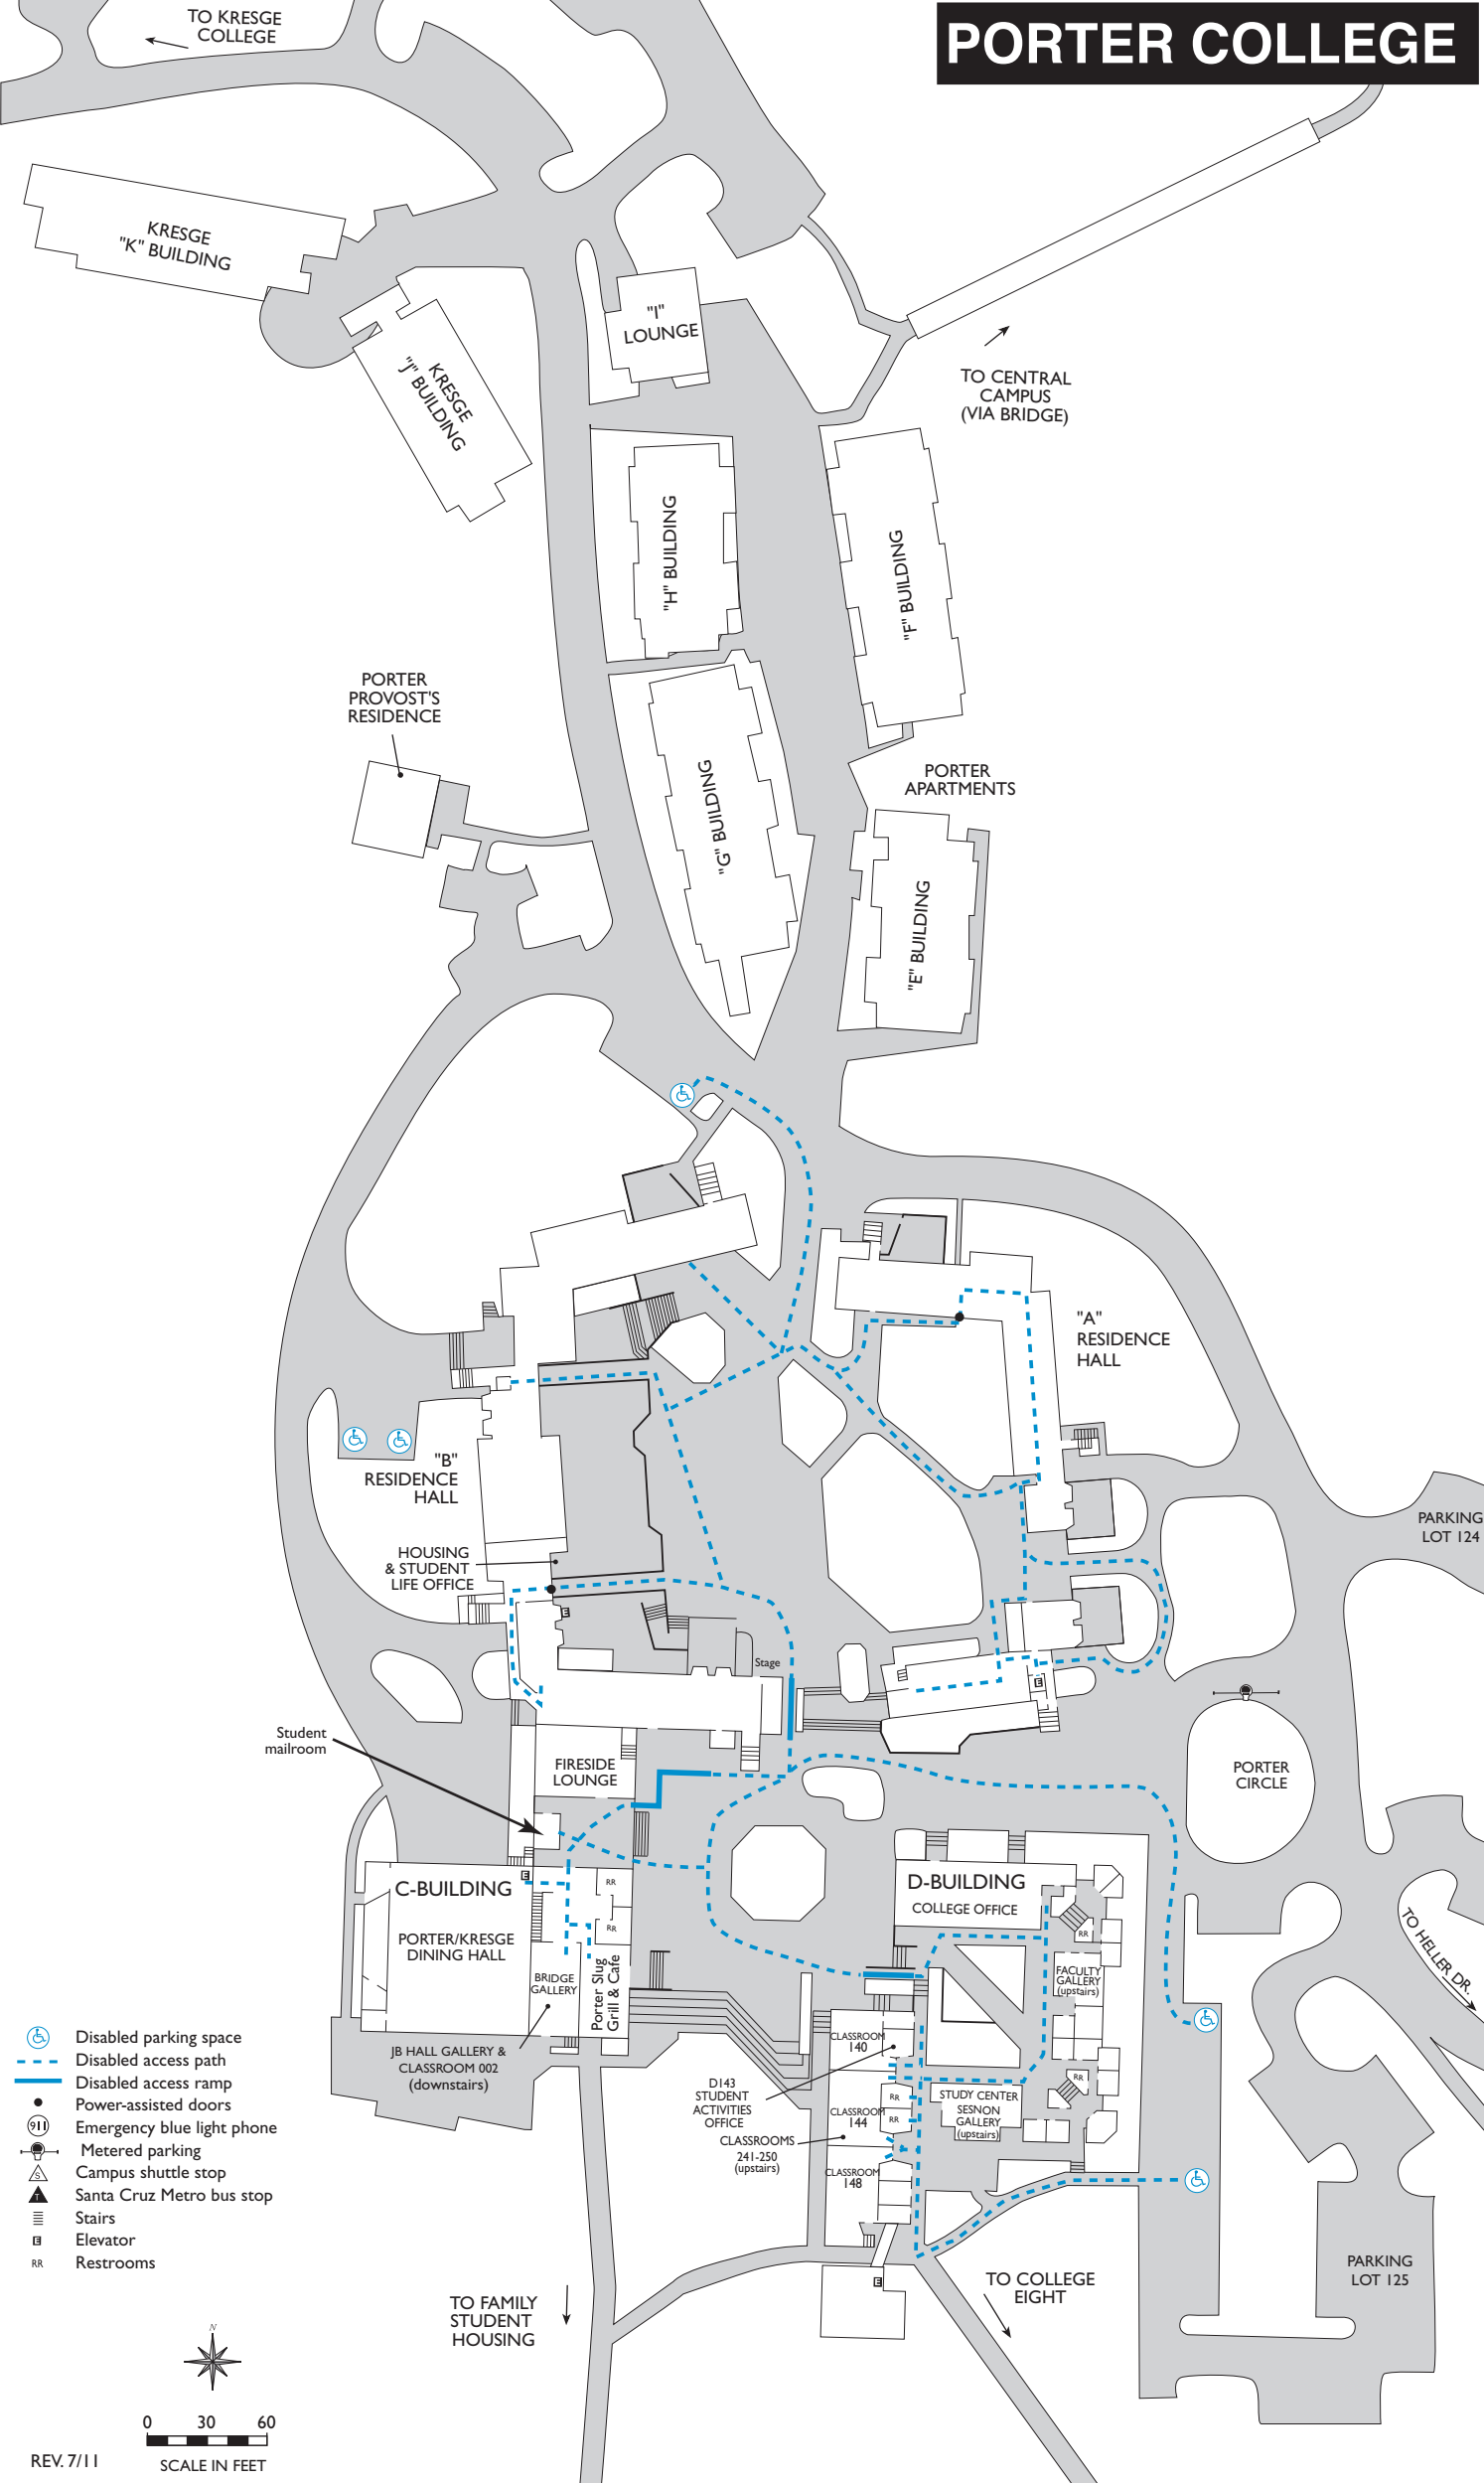 PORTER COLLEGE
TO KRESGE
COLLEGE
KRESGE
"K" BUILDING
KRESGE
"J" BUILDING
"I"
LOUNGE
TO CENTRAL
CAMPUS
(VIA BRIDGE)
"H" BUILDING
"F" BUILDING
PORTER
PROVOST'S
RESIDENCE
"G" BUILDING
PORTER
APARTMENTS
"E" BUILDING
"A"
RESIDENCE
HALL
"B"
RESIDENCE
HALL
PARKING
LOT 124
HOUSING
& STUDENT
LIFE OFFICE
E
Stage
E
Student
mailroom
FIRESIDE
LOUNGE
PORTER
CIRCLE
E
C-BUILDING
RR
RR
PORTER/KRESGE
DINING HALL
BRIDGE
GALLERY
Porter Slug
Grill & Cafe
JB HALL GALLERY &
CLASSROOM 002
(downstairs)
D-BUILDING
COLLEGE OFFICE
RR
FACULTY
GALLERY
(upstairs)
TO HELLER DR.
CLASSROOM
140
D143
STUDENT
ACTIVITIES
OFFICE
RR
RR
CLASSROOM
144
CLASSROOMS
241-250
(upstairs)
CLASSROOM
148
STUDY CENTER
SESNON
GALLERY
(upstairs)
RR
E
TO COLLEGE
EIGHT
PARKING
LOT 125
TO FAMILY
STUDENT
HOUSING
Disabled parking space
Disabled access path
Disabled access ramp
Power-assisted doors
911 Emergency blue light phone
Metered parking
S Campus shuttle stop
T Santa Cruz Metro bus stop
Stairs
E Elevator
RR Restrooms
N
0 30 60
SCALE IN FEET
REV. 7/11